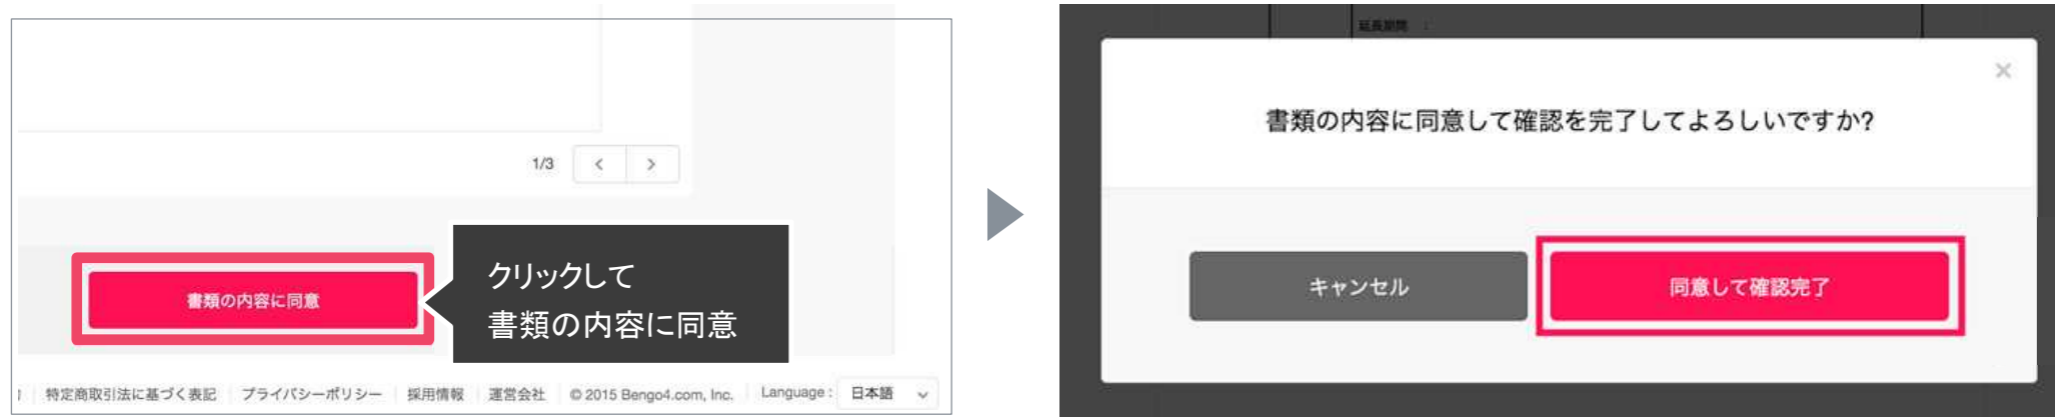 1/3 < >
書類の内容に同意
クリックして
書類の内容に同意
特定商取引法に基づく表記 プライバシーポリシー 採用情報 運営会社 © 2015 Bengo4.com, Inc. Language : 日本語
延長期間 :
×
書類の内容に同意して確認を完了してよろしいですか?
キャンセル
同意して確認完了